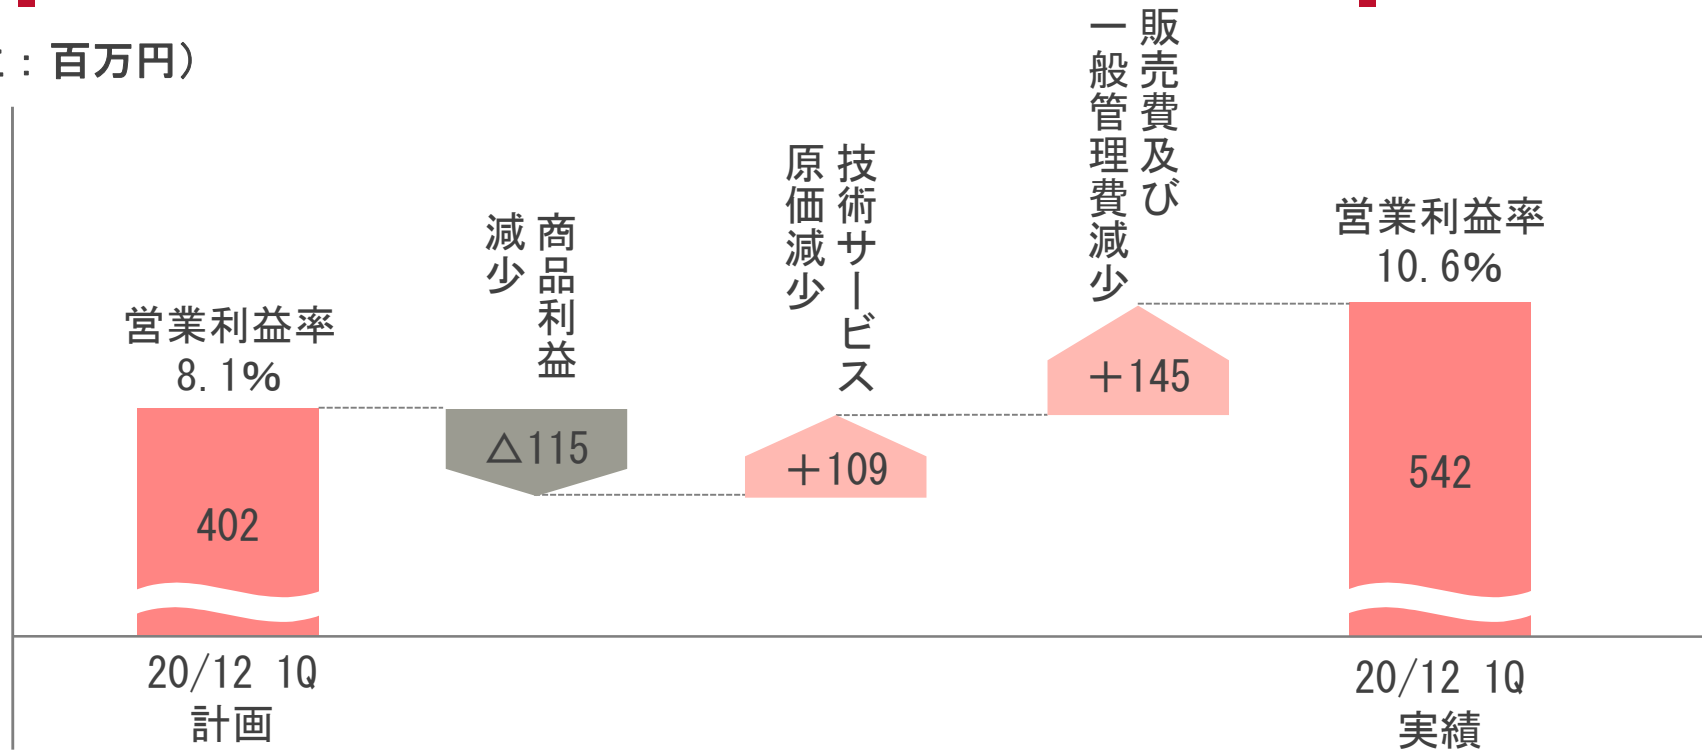 ：百万円）
営業利益率
8.1%
402
20/12 1Q
計画
商品利益
減少
△115
技術サービス
原価減少
＋109
販売費及び
一般管理費減少
＋145
営業利益率
10.6%
542
20/12 1Q
実績